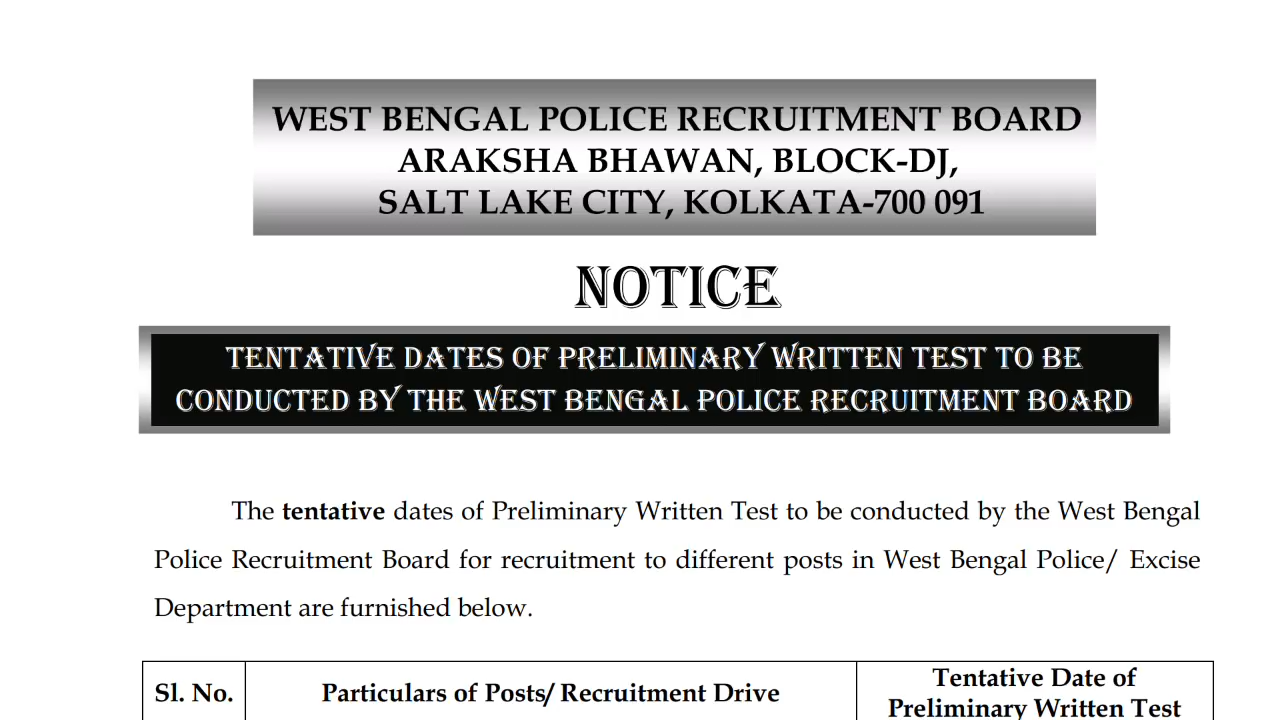 WEST BENGAL POLICE RECRUITMENT BOARD
ARAKSHA BHAWAN, BLOCK-DJ,
SALT LAKE CITY, KOLKATA-700 091
NOTICE
TENTATIVE DATES OF PRELIMINARY WRITTEN TEST TO BE
CONDUCTED BY THE WEST BENGAL POLICE RECRUITMENT BOARD
The tentative dates of Preliminary Written Test to be conducted by the West Bengal
Police Recruitment Board for recruitment to different posts in West Bengal Police/ Excise
Department are furnished below.
Sl. No.
Particulars of Posts/ Recruitment Drive
Tentative Date of
Preliminary Written Test